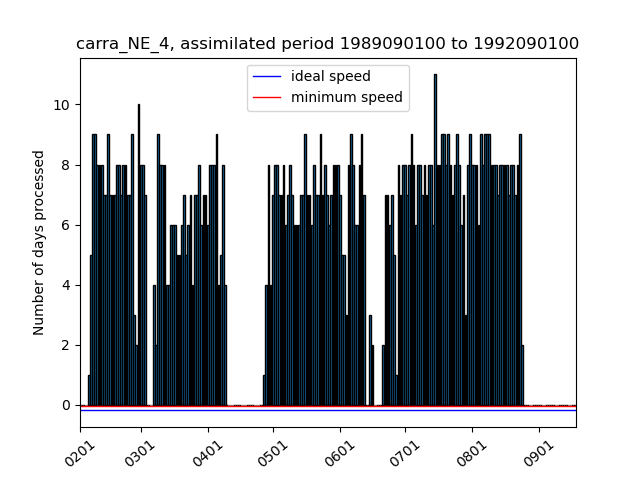 carra_NE_4, assimilated period 1989090100 to 1992090100
ideal speed
minimum speed
Number of days processed
10
8
6
4
2
0
0201 0301 0401 0501 0601 0701 0801 0901